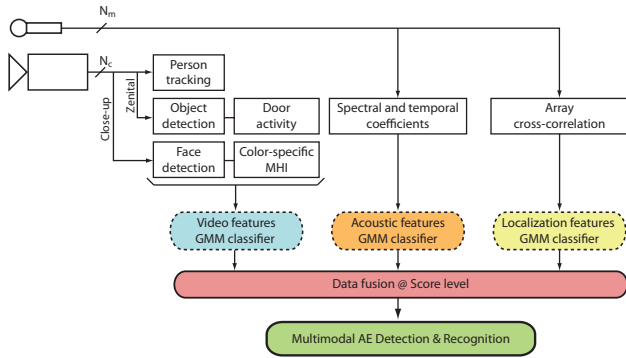 N_m
N_c
Close-up
Zenital
Person
tracking
Object
detection
Door
activity
Face
detection
Color-specific
MHI
Spectral and temporal
coefficients
Array
cross-correlation
Video features
GMM classifier
Acoustic features
GMM classifier
Localization features
GMM classifier
Data fusion @ Score level
Multimodal AE Detection & Recognition